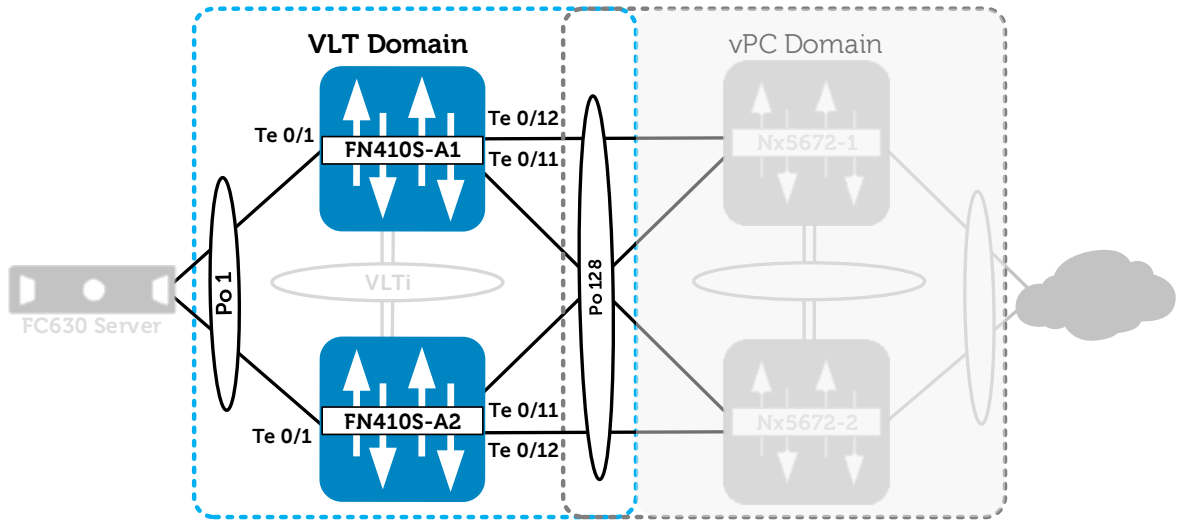 VLT Domain
vPC Domain
Te 0/1
FN410S-A1
Te 0/12
Te 0/11
Nx5672-1
Po 1
VLTi
Po 128
FC630 Server
Te 0/1
FN410S-A2
Te 0/11
Te 0/12
Nx5672-2